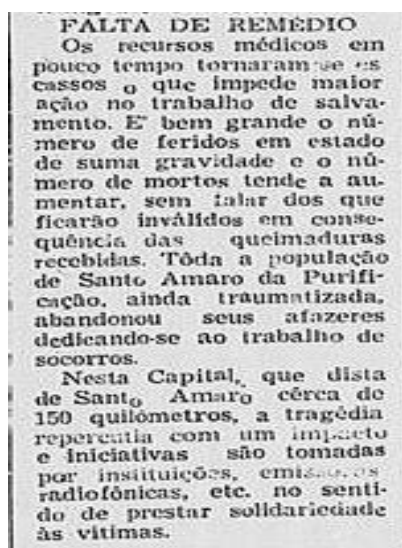 FALTA DE REMÉDIO
Os recursos médicos em
pouco tempo tornaram-se es
cassos o que impede maior
ação no trabalho de salva-
mento. E' bem grande o nú-
mero de feridos em estado
de suma gravidade e o nú-
mero de mortos tende a au-
mentar, sem falar dos que
ficarão inválidos em conse-
quência das queimaduras
recebidas. Tôda a população
de Santo Amaro da Purifi-
cação, ainda traumatizada,
abandonou seus afazeres
dedicando-se ao trabalho de
socorros.
Nesta Capital, que dista
de Santo Amaro cêrca de
150 quilômetros, a tragédia
repercutia com um impacto
e iniciativas são tomadas
por instituições, emissoras
radiofônicas, etc. no senti-
do de prestar solidariedade
às vítimas.